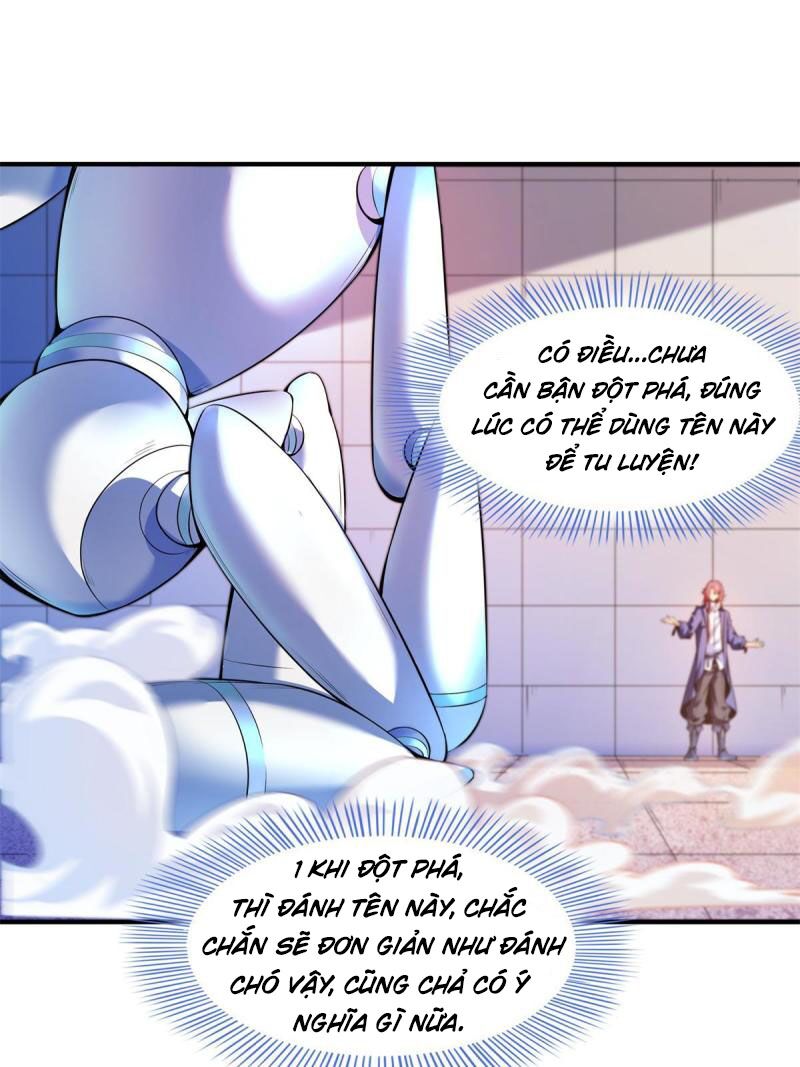 CÓ ĐIỀU...CHƯA
CẦN BẬN ĐỘT PHÁ, ĐÚNG
LÚC CÓ THỂ DÙNG TÊN NÀY
ĐỂ TU LUYỆN!
1 KHI ĐỘT PHÁ,
THÌ ĐÁNH TÊN NÀY, CHẮC
CHẮN SẼ ĐƠN GIẢN NHƯ ĐÁNH
CHÓ VẬY, CŨNG CHẢ CÓ Ý
NGHĨA GÌ NỮA.